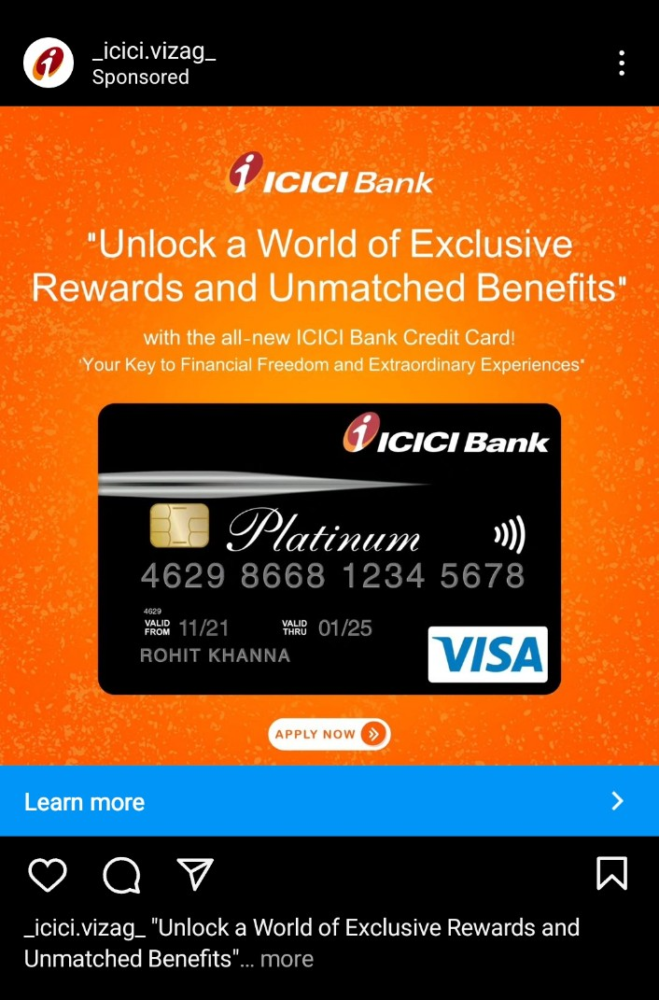 _icici.vizag_
Sponsored
ICICI Bank
"Unlock a World of Exclusive
Rewards and Unmatched Benefits"
with the all-new ICICI Bank Credit Card!
'Your Key to Financial Freedom and Extraordinary Experiences"
ICICI Bank
Platinum
4629 8668 1234 5678
4629
VALID FROM 11/21 VALID THRU 01/25
ROHIT KHANNA
VISA
APPLY NOW
Learn more
_icici.vizag_ "Unlock a World of Exclusive Rewards and
Unmatched Benefits"... more